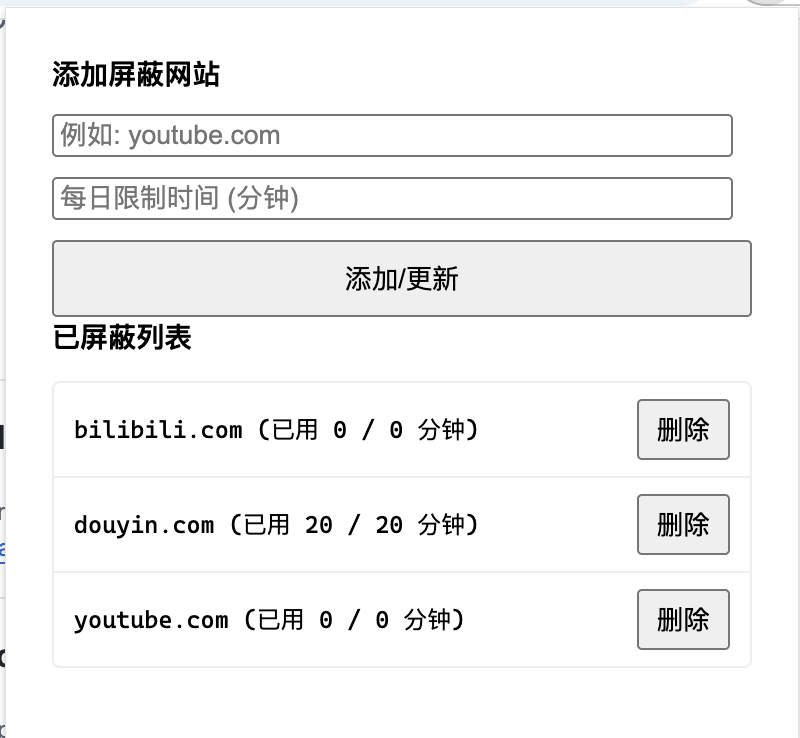 添加屏蔽网站
例如: youtube.com
每日限制时间 (分钟)
添加/更新
已屏蔽列表
bilibili.com (已用 0 / 0 分钟) 删除
douyin.com (已用 20 / 20 分钟) 删除
youtube.com (已用 0 / 0 分钟) 删除